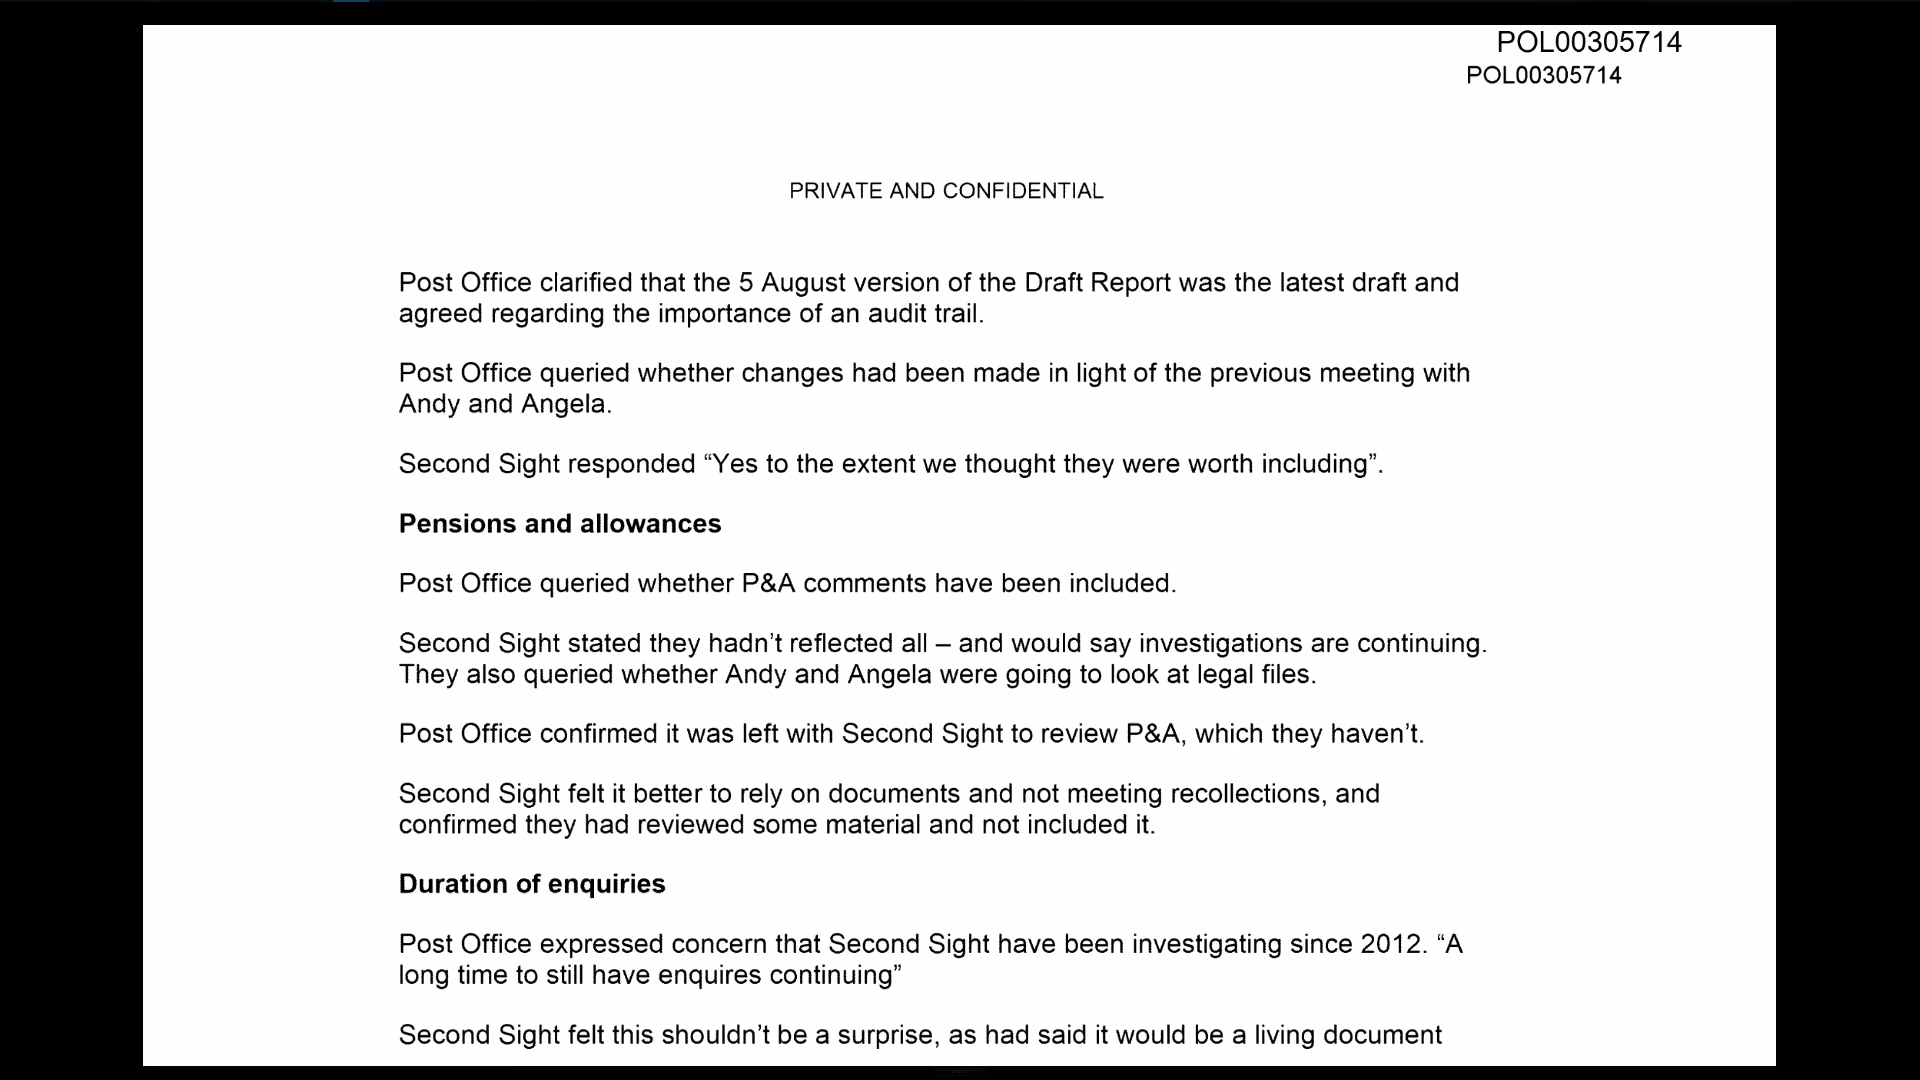 POL00305714
POL00305714
PRIVATE AND CONFIDENTIAL
Post Office clarified that the 5 August version of the Draft Report was the latest draft and
agreed regarding the importance of an audit trail.
Post Office queried whether changes had been made in light of the previous meeting with
Andy and Angela.
Second Sight responded “Yes to the extent we thought they were worth including”.
Pensions and allowances
Post Office queried whether P&A comments have been included.
Second Sight stated they hadn’t reflected all – and would say investigations are continuing.
They also queried whether Andy and Angela were going to look at legal files.
Post Office confirmed it was left with Second Sight to review P&A, which they haven’t.
Second Sight felt it better to rely on documents and not meeting recollections, and
confirmed they had reviewed some material and not included it.
Duration of enquiries
Post Office expressed concern that Second Sight have been investigating since 2012. “A
long time to still have enquires continuing”
Second Sight felt this shouldn’t be a surprise, as had said it would be a living document